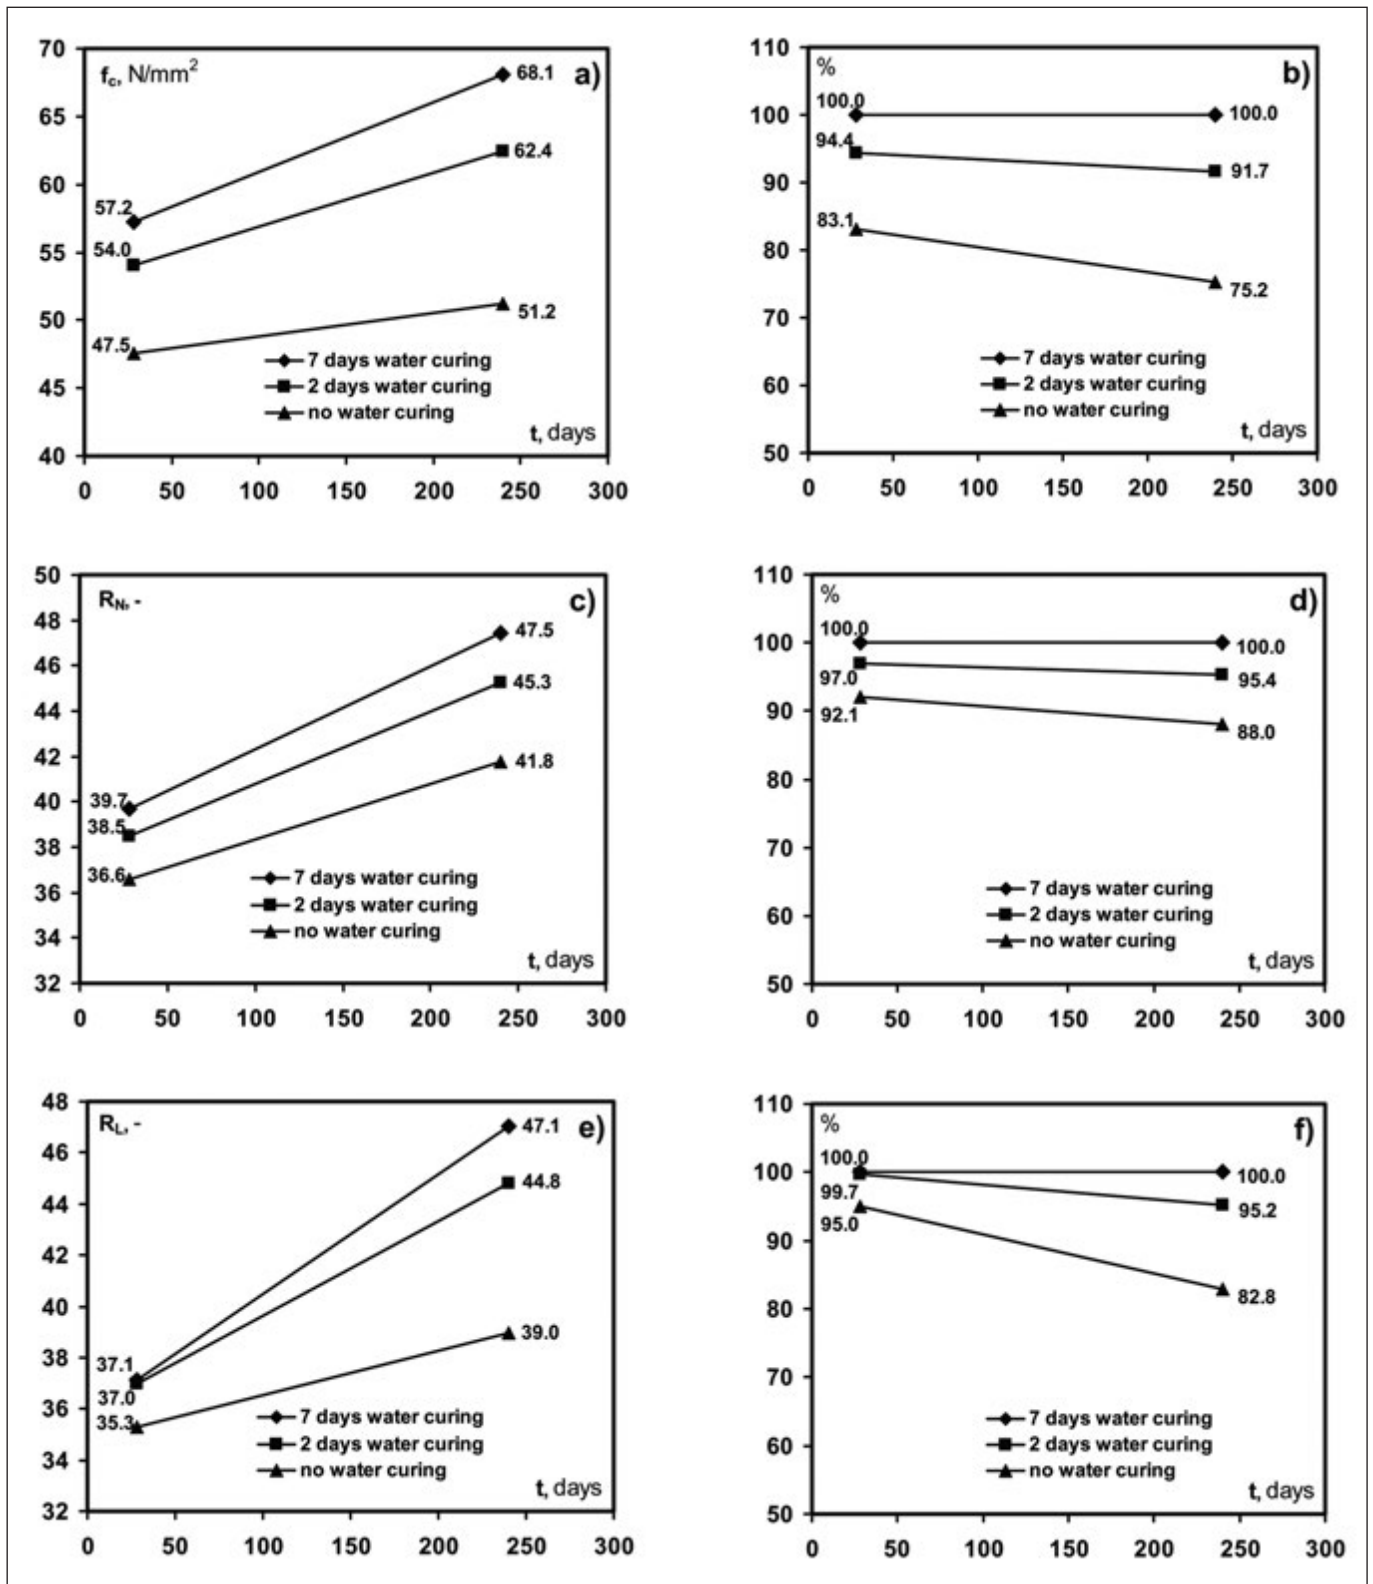 70
65
60
55
50
45
40
fc, N/mm2
a)
68.1
62.4
57.2
54.0
51.2
47.5
7 days water curing
2 days water curing
no water curing
t, days
0 50 100 150 200 250 300
110
100
90
80
70
60
50
%
b)
100.0
100.0
94.4
91.7
83.1
75.2
7 days water curing
2 days water curing
no water curing
t, days
0 50 100 150 200 250 300
50
48
46
44
42
40
38
36
34
32
RN, -
c)
47.5
45.3
41.8
39.7
38.5
36.6
7 days water curing
2 days water curing
no water curing
t, days
0 50 100 150 200 250 300
110
100
90
80
70
60
50
%
d)
100.0
100.0
97.0
95.4
92.1
88.0
7 days water curing
2 days water curing
no water curing
t, days
0 50 100 150 200 250 300
48
46
44
42
40
38
36
34
32
RL, -
e)
47.1
44.8
39.0
37.1
37.0
35.3
7 days water curing
2 days water curing
no water curing
t, days
0 50 100 150 200 250 300
110
100
90
80
70
60
50
%
f)
100.0
100.0
99.7
95.2
95.0
82.8
7 days water curing
2 days water curing
no water curing
t, days
0 50 100 150 200 250 300